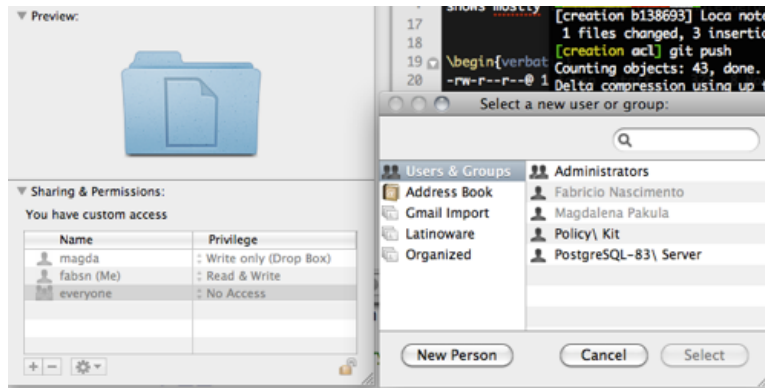 Preview:
Sharing & Permissions:
You have custom access
Name Privilege
magda Write only (Drop Box)
fabsn (Me) Read & Write
everyone No Access
shows mostly
17
18
19 \begin{verbat
20 -rw-r--r--@ 1
[creation b138693] Loca note
1 files changed, 3 insertio
[creation acl] git push
Counting objects: 43, done.
Delta compression using up
Select a new user or group:
Users & Groups
Address Book
Gmail Import
Latinoware
Organized
Administrators
Fabricio Nascimento
Magdalena Pakula
Policy\ Kit
PostgreSQL-83\ Server
New Person Cancel Select